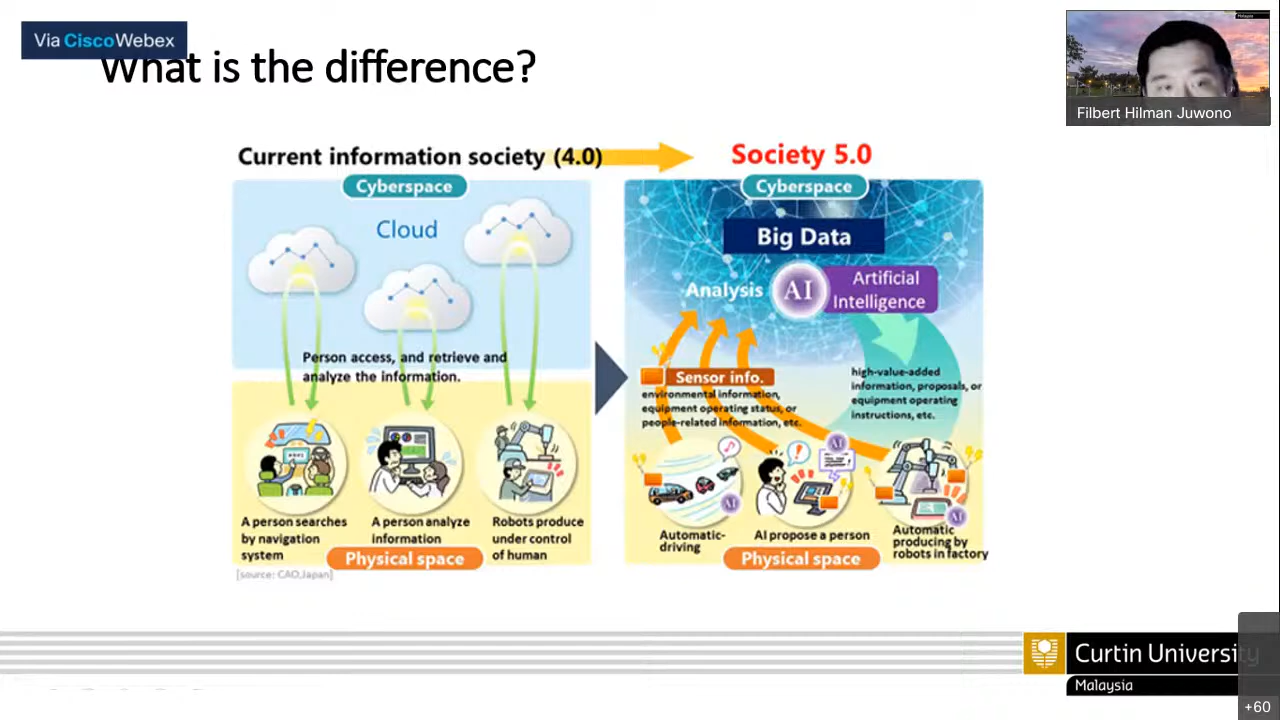 Via CiscoWebex
What is the difference?
Filbert Hilman Juwono
Current information society (4.0)
Society 5.0
Cyberspace
Cloud
Person access, and retrieve and
analyze the information.
A person searches
by navigation
system
A person analyze
information
Robots produce
under control
of human
Physical space
[source: CAO,Japan]
Cyberspace
Big Data
Analysis
AI
Artificial
Intelligence
Sensor info.
environmental information,
equipment operating status, or
people-related information, etc.
high-value-added
information, proposals, or
equipment operating
instructions, etc.
AI
AI
AI
Automatic-
driving
AI propose a person
Automatic
producing by
robots in factory
Physical space
Curtin University
Malaysia
+60